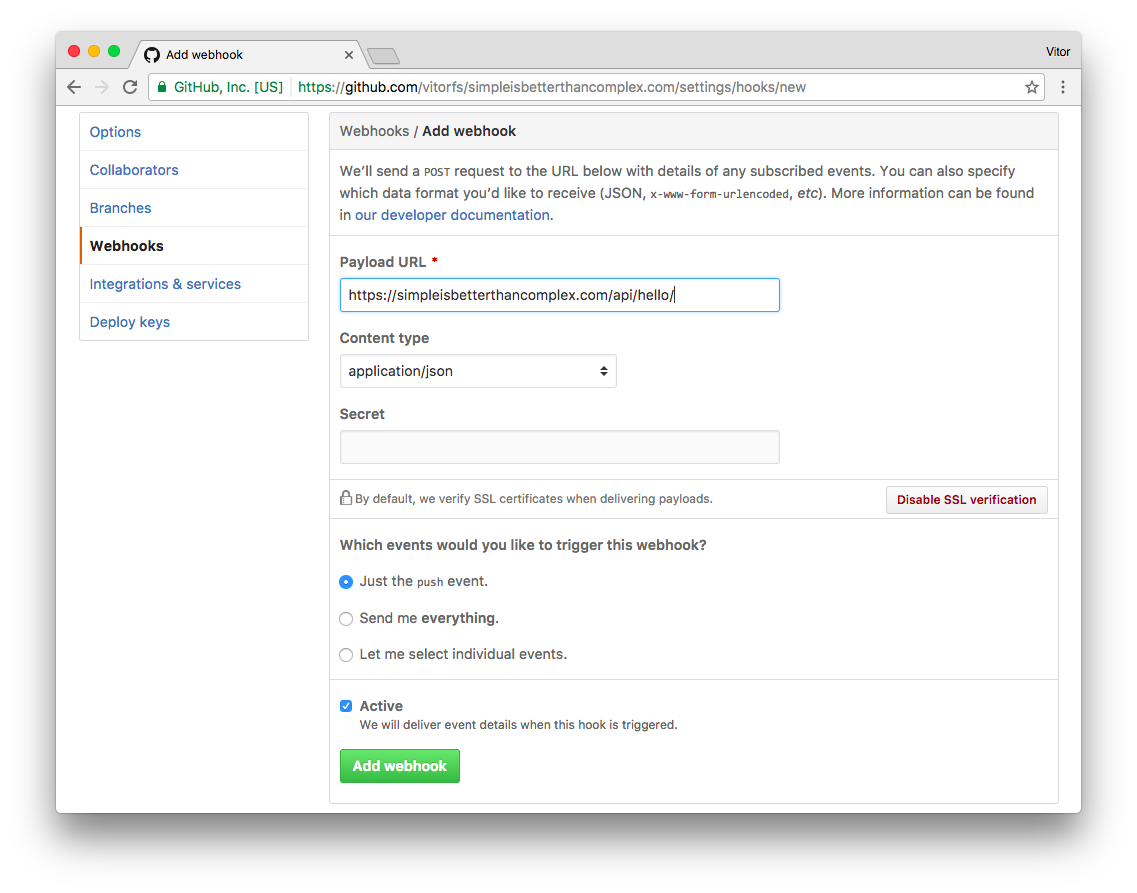 Add webhook
Vitor
GitHub, Inc. [US] https://github.com/vitorfs/simpleisbetterthancomplex.com/settings/hooks/new
Options
Collaborators
Branches
Webhooks
Integrations & services
Deploy keys
Webhooks / Add webhook
We’ll send a POST request to the URL below with details of any subscribed events. You can also specify
which data format you’d like to receive (JSON, x-www-form-urlencoded, etc). More information can be found
in our developer documentation.
Payload URL *
https://simpleisbetterthancomplex.com/api/hello/
Content type
application/json
Secret
By default, we verify SSL certificates when delivering payloads.
Disable SSL verification
Which events would you like to trigger this webhook?
Just the push event.
Send me everything.
Let me select individual events.
Active
We will deliver event details when this hook is triggered.
Add webhook